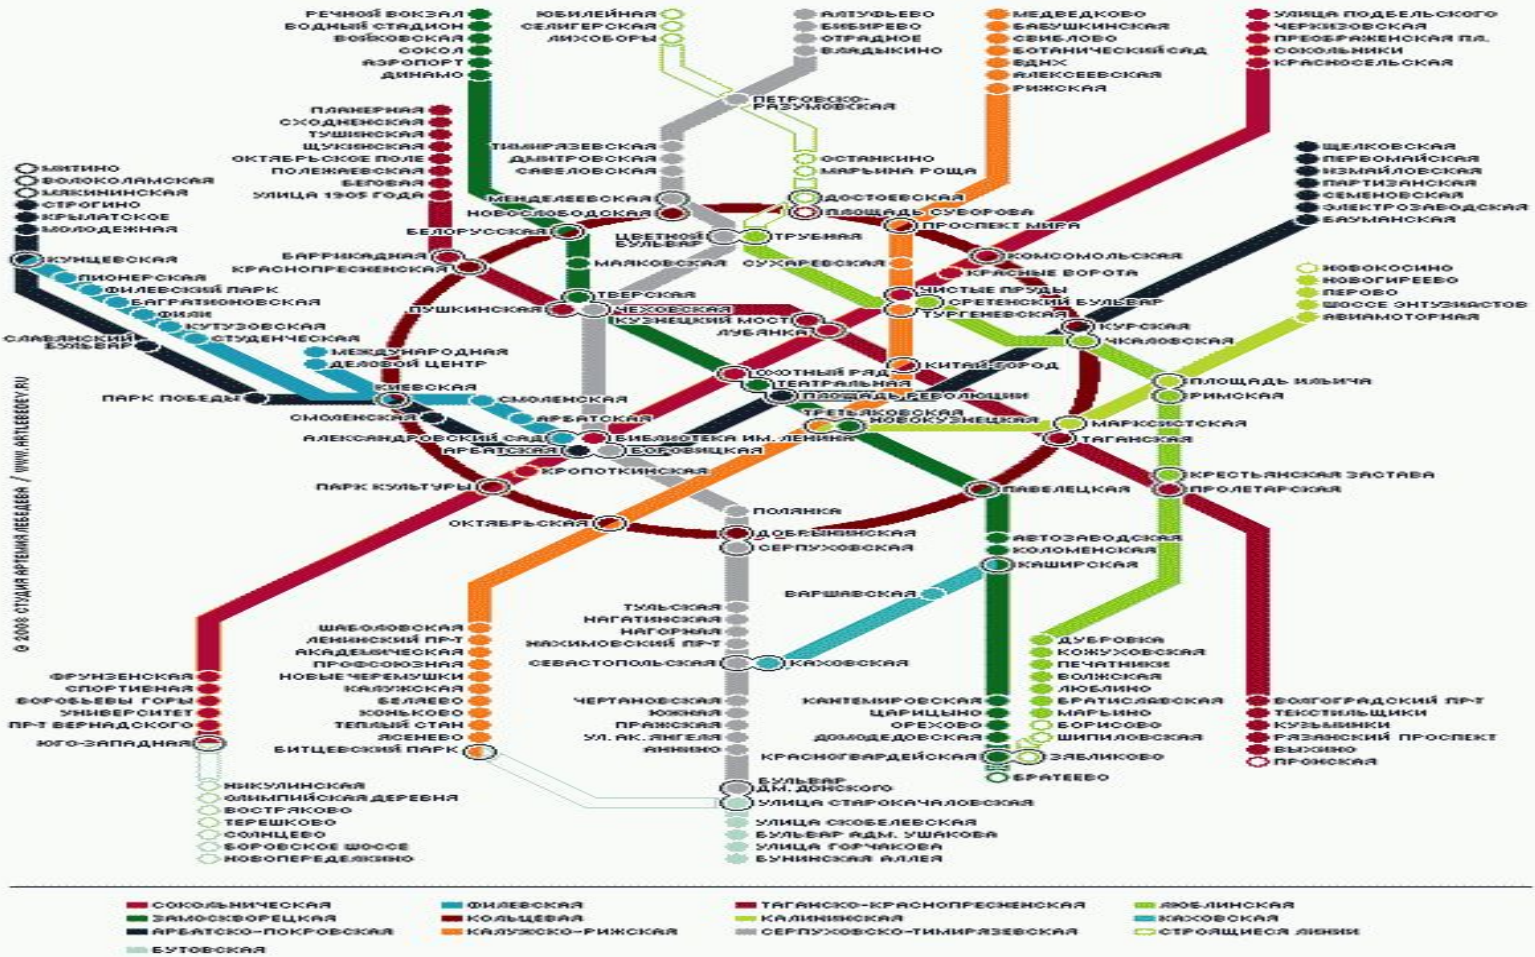 РЕЧНОЙ ВОКЗАЛ
ВОДНЫЙ СТАДИОН
ВОЙКОВСКАЯ
СОКОЛ
АЭРОПОРТ
ДИНАМО
ЮБИЛЕЙНАЯ
СЕЛИГЕРСКАЯ
ЛИХОБОРЫ
АЛТУФЬЕВО
БИБИРЕВО
ОТРАДНОЕ
ВЛАДЫКИНО
МЕДВЕДКОВО
БАБУШКИНСКАЯ
СВИБЛОВО
БОТАНИЧЕСКИЙ САД
ВДНХ
АЛЕКСЕЕВСКАЯ
РИЖСКАЯ
УЛИЦА ПОДБЕЛЬСКОГО
ЧЕРКИЗОВСКАЯ
ПРЕОБРАЖЕНСКАЯ ПЛ.
СОКОЛЬНИКИ
КРАСНОСЕЛЬСКАЯ
ПЛАНЕРНАЯ
СХОДНЕНСКАЯ
ТУШИНСКАЯ
ЩУКИНСКАЯ
ОКТЯБРЬСКОЕ ПОЛЕ
ПОЛЕЖАЕВСКАЯ
БЕГОВАЯ
УЛИЦА 1905 ГОДА
ПЕТРОВСКО-
РАЗУМОВСКАЯ
ТИМИРЯЗЕВСКАЯ
ДМИТРОВСКАЯ
САВЕЛОВСКАЯ
ОСТАНКИНО
МАРЬИНА РОЩА
ЩЕЛКОВСКАЯ
ПЕРВОМАЙСКАЯ
ИЗМАЙЛОВСКАЯ
ПАРТИЗАНСКАЯ
СЕМЕНОВСКАЯ
ЭЛЕКТРОЗАВОДСКАЯ
БАУМАНСКАЯ
МИТИНО
ВОЛОКОЛАМСКАЯ
МЯКИНИНСКАЯ
СТРОГИНО
КРЫЛАТСКОЕ
МОЛОДЕЖНАЯ
МЕНДЕЛЕЕВСКАЯ
НОВОСЛОБОДСКАЯ
ДОСТОЕВСКАЯ
ПЛОЩАДЬ СУВОРОВА
БЕЛОРУССКАЯ
ЦВЕТНОЙ
БУЛЬВАР
ТРУБНАЯ
ПРОСПЕКТ МИРА
КУНЦЕВСКАЯ
ПИОНЕРСКАЯ
ФИЛЕВСКИЙ ПАРК
БАГРАТИОНОВСКАЯ
ФИЛИ
КУТУЗОВСКАЯ
СТУДЕНЧЕСКАЯ
БАРРИКАДНАЯ
КРАСНОПРЕСНЕНСКАЯ
МАЯКОВСКАЯ
СУХАРЕВСКАЯ
КОМСОМОЛЬСКАЯ
КРАСНЫЕ ВОРОТА
НОВОКОСИНО
НОВОГИРЕЕВО
ПЕРОВО
ШОССЕ ЭНТУЗИАСТОВ
АВИАМОТОРНАЯ
ТВЕРСКАЯ
ПУШКИНСКАЯ
ЧЕХОВСКАЯ
КУЗНЕЦКИЙ МОСТ
ЛУБЯНКА
ЧИСТЫЕ ПРУДЫ
СРЕТЕНСКИЙ БУЛЬВАР
ТУРГЕНЕВСКАЯ
КУРСКАЯ
ЧКАЛОВСКАЯ
СЛАВЯНСКИЙ
БУЛЬВАР
МЕЖДУНАРОДНАЯ
ДЕЛОВОЙ ЦЕНТР
ОХОТНЫЙ РЯД
ТЕАТРАЛЬНАЯ
ПЛОЩАДЬ РЕВОЛЮЦИИ
КИТАЙ-ГОРОД
ПЛОЩАДЬ ИЛЬИЧА
РИМСКАЯ
ПАРК ПОБЕДЫ
КИЕВСКАЯ
СМОЛЕНСКАЯ
СМОЛЕНСКАЯ
АРБАТСКАЯ
ТРЕТЬЯКОВСКАЯ
НОВОКУЗНЕЦКАЯ
МАРКСИСТСКАЯ
ТАГАНСКАЯ
АЛЕКСАНДРОВСКИЙ САД
БИБЛИОТЕКА ИМ. ЛЕНИНА
АРБАТСКАЯ
БОРОВИЦКАЯ
КРОПОТКИНСКАЯ
ПАРК КУЛЬТУРЫ
КРЕСТЬЯНСКАЯ ЗАСТАВА
ПРОЛЕТАРСКАЯ
ПАВЕЛЕЦКАЯ
ОКТЯБРЬСКАЯ
ПОЛЯНКА
ДОБРЫНИНСКАЯ
СЕРПУХОВСКАЯ
АВТОЗАВОДСКАЯ
КОЛОМЕНСКАЯ
КАШИРСКАЯ
ВАРШАВСКАЯ
© 2008 СТУДИЯ АРТЕМИЯ ЛЕБЕДЕВА / WWW.ARTLEBEDEV.RU
ТУЛЬСКАЯ
НАГАТИНСКАЯ
НАГОРНАЯ
НАХИМОВСКИЙ ПР-Т
СЕВАСТОПОЛЬСКАЯ
КАХОВСКАЯ
ЧЕРТАНОВСКАЯ
ЮЖНАЯ
ПРАЖСКАЯ
УЛ. АК. ЯНГЕЛЯ
АННИНО
ШАБОЛОВСКАЯ
ЛЕНИНСКИЙ ПР-Т
АКАДЕМИЧЕСКАЯ
ПРОФСОЮЗНАЯ
НОВЫЕ ЧЕРЕМУШКИ
КАЛУЖСКАЯ
БЕЛЯЕВО
КОНЬКОВО
ТЕПЛЫЙ СТАН
ЯСЕНЕВО
БИТЦЕВСКИЙ ПАРК
ФРУНЗЕНСКАЯ
СПОРТИВНАЯ
ВОРОБЬЕВЫ ГОРЫ
УНИВЕРСИТЕТ
ПР-Т ВЕРНАДСКОГО
ЮГО-ЗАПАДНАЯ
ДУБРОВКА
КОЖУХОВСКАЯ
ПЕЧАТНИКИ
ВОЛЖСКАЯ
ЛЮБЛИНО
БРАТИСЛАВСКАЯ
МАРЬИНО
БОРИСОВО
ШИПИЛОВСКАЯ
ЗЯБЛИКОВО
КАНТЕМИРОВСКАЯ
ЦАРИЦЫНО
ОРЕХОВО
ДОМОДЕДОВСКАЯ
КРАСНОГВАРДЕЙСКАЯ
БРАТЕЕВО
ВОЛГОГРАДСКИЙ ПР-Т
ТЕКСТИЛЬЩИКИ
КУЗЬМИНКИ
РЯЗАНСКИЙ ПРОСПЕКТ
ВЫХИНО
ПРОНСКАЯ
НИКУЛИНСКАЯ
ОЛИМПИЙСКАЯ ДЕРЕВНЯ
ВОСТРЯКОВО
ТЕРЕШКОВО
СОЛНЦЕВО
БОРОВСКОЕ ШОССЕ
НОВОПЕРЕДЕЛКИНО
БУЛЬВАР
ДМ. ДОНСКОГО
УЛИЦА СТАРОКАЧАЛОВСКАЯ
УЛИЦА СКОБЕЛЕВСКАЯ
БУЛЬВАР АДМ. УШАКОВА
УЛИЦА ГОРЧАКОВА
БУНИНСКАЯ АЛЛЕЯ
СОКОЛЬНИЧЕСКАЯ
ФИЛЕВСКАЯ
ТАГАНСКО-КРАСНОПРЕСНЕНСКАЯ
ЛЮБЛИНСКАЯ
ЗАМОСКВОРЕЦКАЯ
КОЛЬЦЕВАЯ
КАЛИНИНСКАЯ
КАХОВСКАЯ
АРБАТСКО-ПОКРОВСКАЯ
КАЛУЖСКО-РИЖСКАЯ
СЕРПУХОВСКО-ТИМИРЯЗЕВСКАЯ
СТРОЯЩИЕСЯ ЛИНИИ
БУТОВСКАЯ